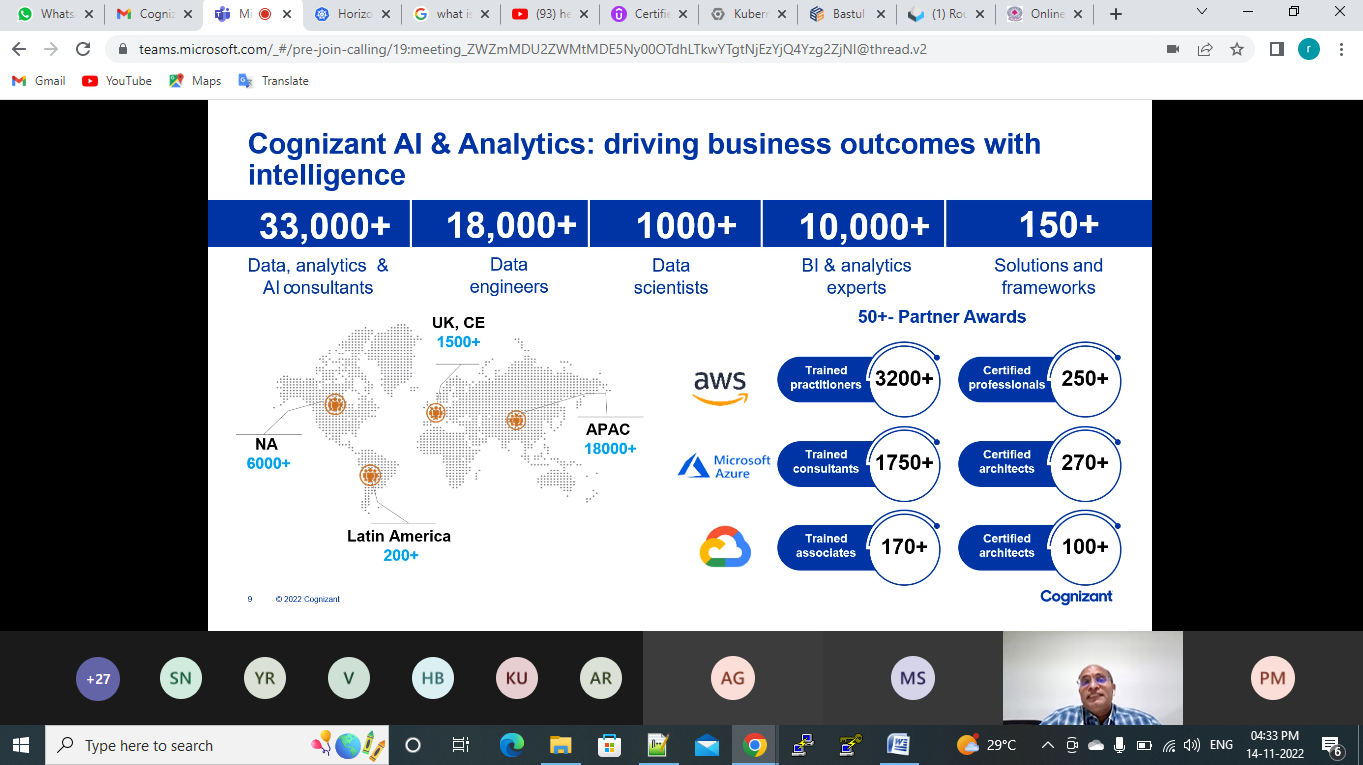 Whats
Cogniz
Mi
Horizo
what is
(93) he
Certifi
Kuber
Bastul
(1) Rou
Online
teams.microsoft.com/_#/pre-join-calling/19:meeting_ZWZmMDU2ZWMtMDE5Ny00OTdhLTkwYTgtNjEzYjQ4Yzg2ZjNl@thread.v2
r
Gmail
YouTube
Maps
Translate
Cognizant AI & Analytics: driving business outcomes with
intelligence
33,000+ 18,000+ 1000+ 10,000+ 150+
Data, analytics &
AI consultants
Data
engineers
Data
scientists
BI & analytics
experts
Solutions and
frameworks
50+- Partner Awards
UK, CE
1500+
NA
6000+
APAC
18000+
Latin America
200+
aws
Trained
practitioners
3200+
Certified
professionals
250+
Microsoft
Azure
Trained
consultants
1750+
Certified
architects
270+
Trained
associates
170+
Certified
architects
100+
9 © 2022 Cognizant
Cognizant
+27
SN
YR
V
HB
KU
AR
AG
MS
PM
Type here to search
29°C
ENG
04:33 PM
14-11-2022
6